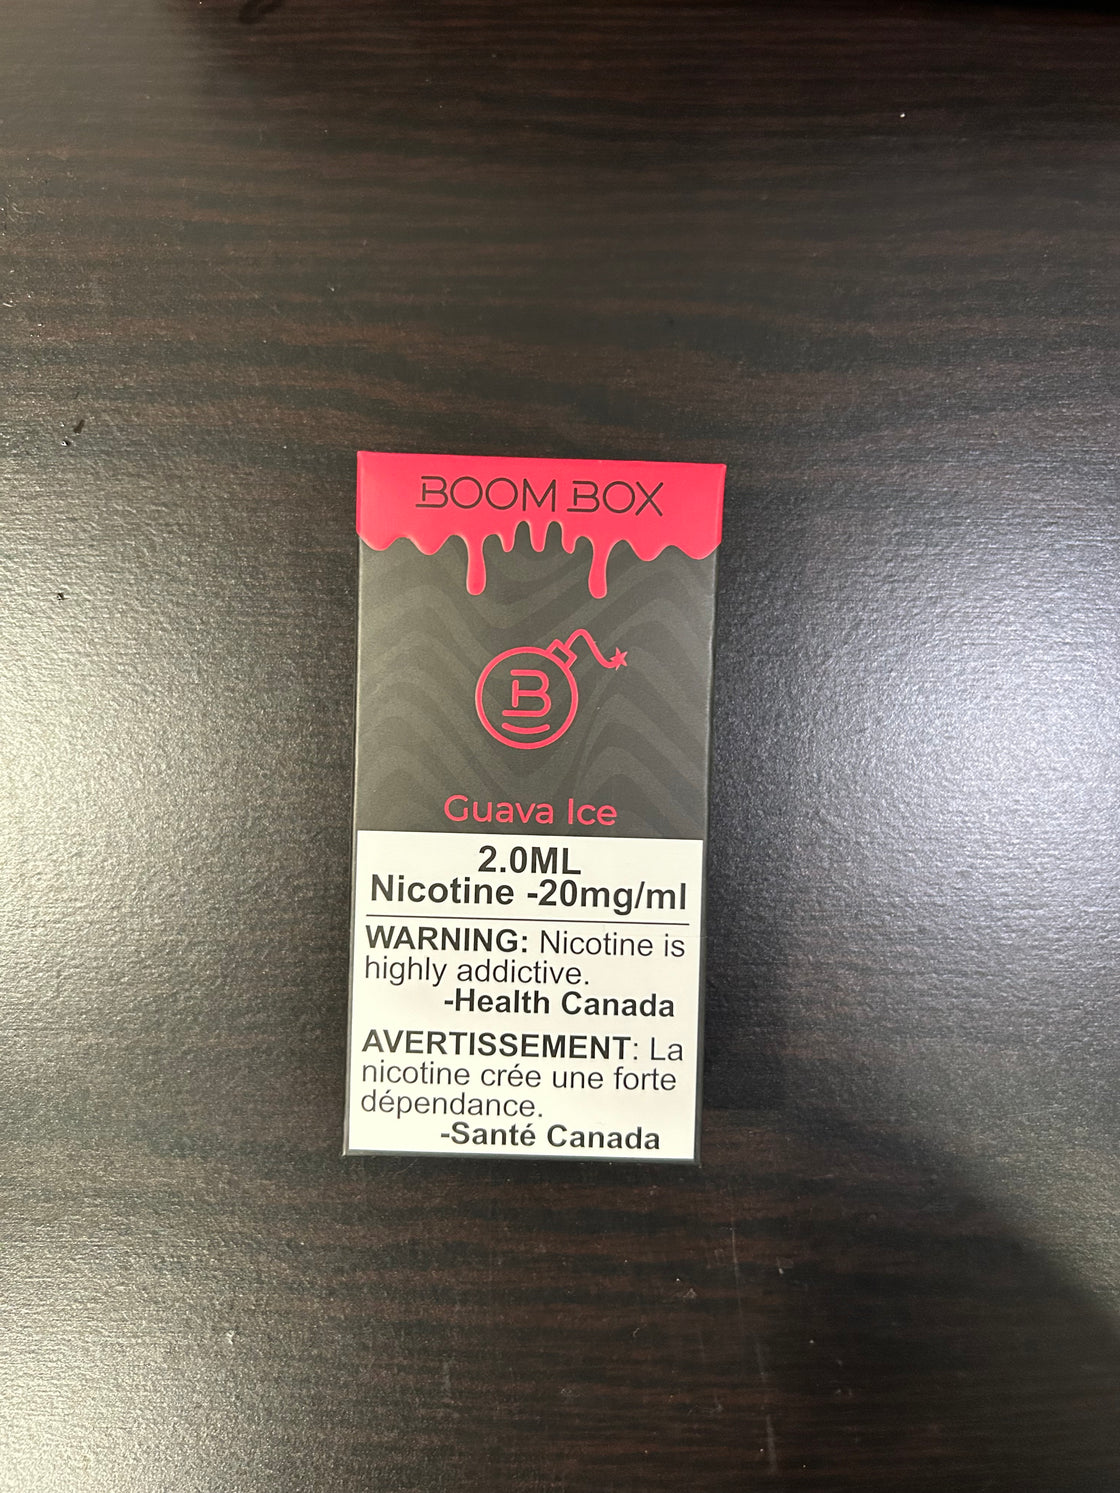 BOOM BOX
B
Guava Ice
2.0ML
Nicotine -20mg/ml
WARNING: Nicotine is
highly addictive.
-Health Canada
AVERTISSEMENT: La
nicotine crée une forte
dépendance.
-Santé Canada